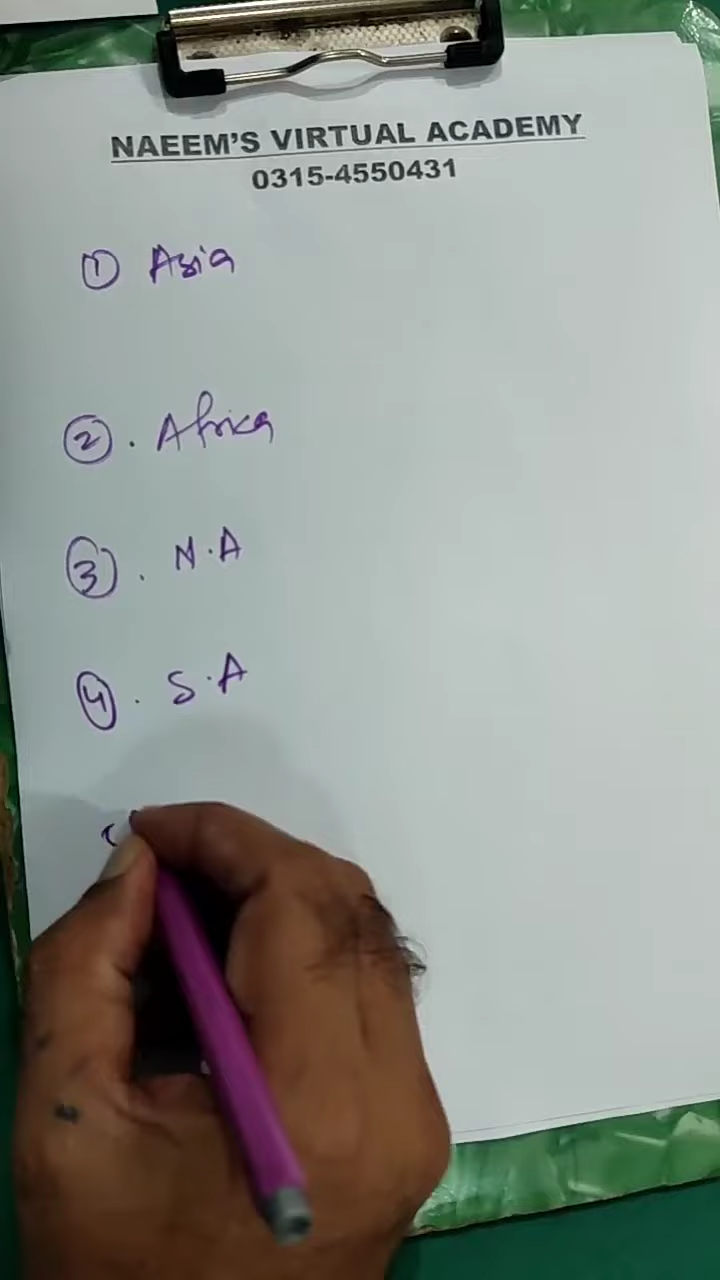 NAEEM'S VIRTUAL ACADEMY
0315-4550431
① Asia
②. Africa
③. N.A
④. S.A